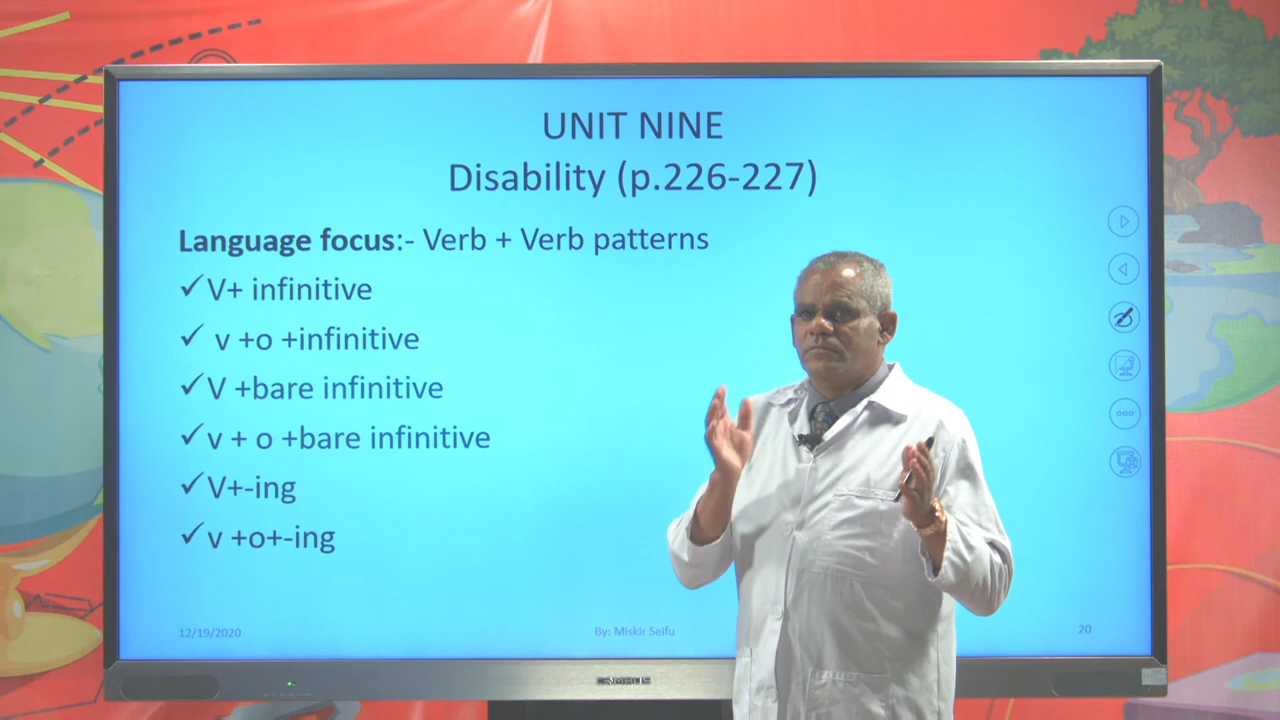 UNIT NINE
Disability (p.226-227)
Language focus:- Verb + Verb patterns
✓V+ infinitive
✓ v +o +infinitive
✓V +bare infinitive
✓v + o +bare infinitive
✓V+-ing
✓v +o+-ing
12/19/2020
By: Miskir Seifu
20